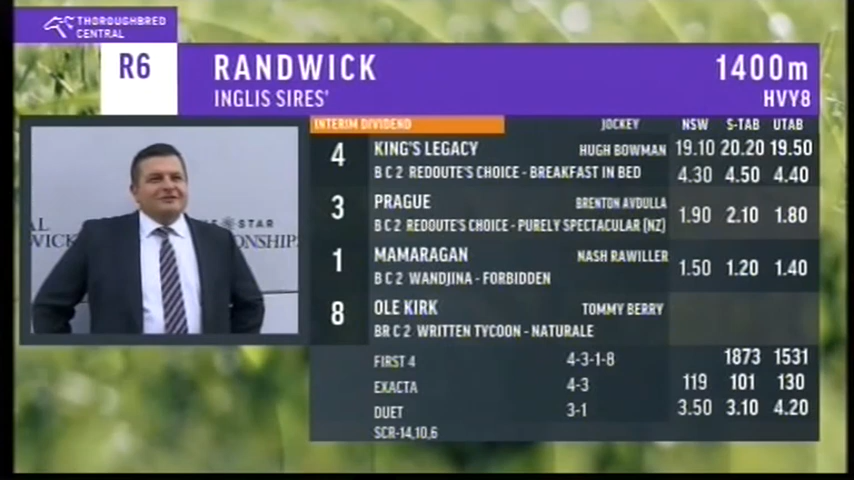 THOROUGHBRED
CENTRAL
R6
RANDWICK
1400m
INGLIS SIRES'
HVY8
INTERIM DIVIDEND JOCKEY NSW S-TAB UTAB
4 KING'S LEGACY HUGH BOWMAN 19.10 20.20 19.50
B C 2 REDOUTE'S CHOICE - BREAKFAST IN BED 4.30 4.50 4.40
3 PRAGUE BRENTON AVDULLA 1.90 2.10 1.80
B C 2 REDOUTE'S CHOICE - PURELY SPECTACULAR (NZ)
1 MAMARAGAN NASH RAWILLER 1.50 1.20 1.40
B C 2 WANDJINA - FORBIDDEN
8 OLE KIRK TOMMY BERRY
BR C 2 WRITTEN TYCOON - NATURALE
FIRST 4 4-3-1-8 1873 1531
EXACTA 4-3 119 101 130
DUET 3-1 3.50 3.10 4.20
SCR-14,10,6
AL
STAR
WICK
ONSHIPS